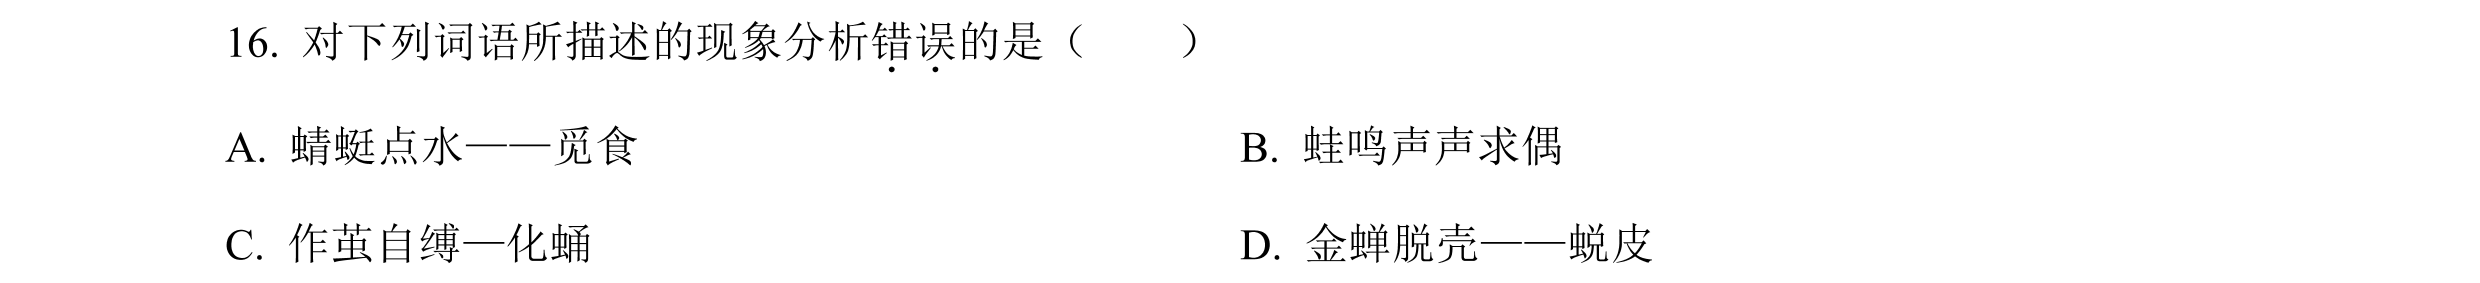 16. 对下列词语所描述的现象分析错误的是（　　）
A. 蜻蜓点水——觅食　　B. 蛙鸣声声求偶
C. 作茧自缚—化蛹　　D. 金蝉脱壳——蜕皮